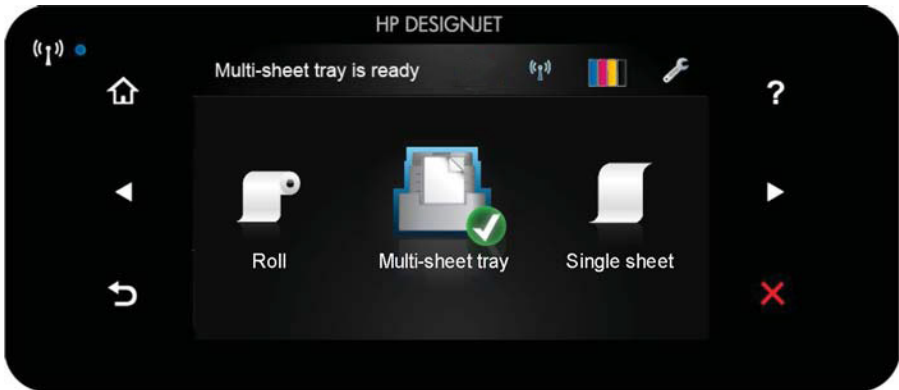 HP DESIGNJET
Multi-sheet tray is ready
?
Roll
Multi-sheet tray
Single sheet